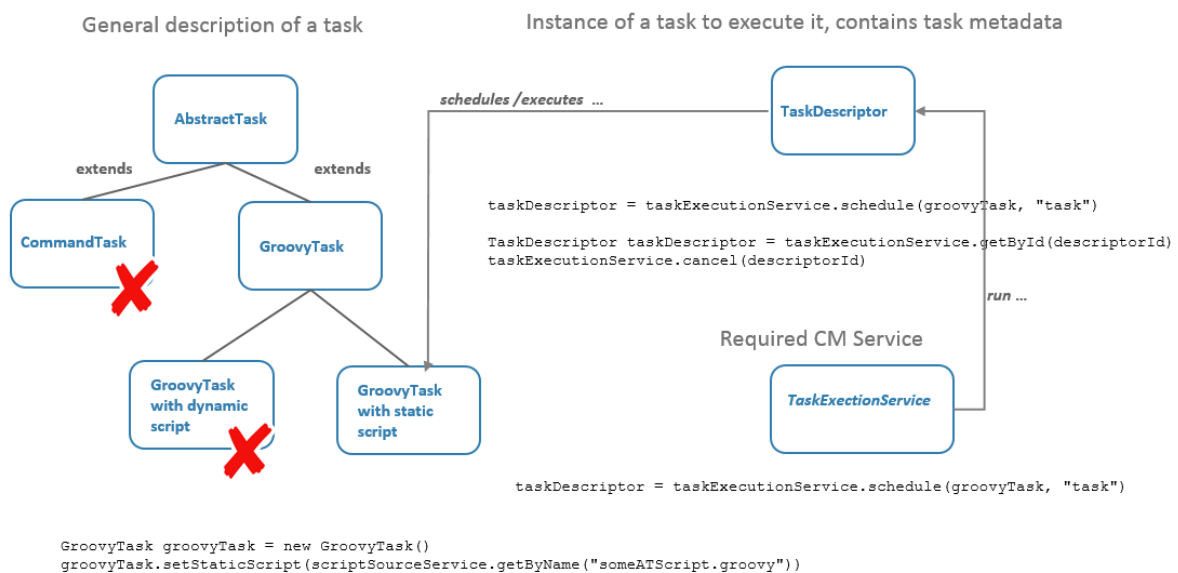 General description of a task
Instance of a task to execute it, contains task metadata
AbstractTask
schedules /executes ...
TaskDescriptor
extends
extends
CommandTask
GroovyTask
taskDescriptor = taskExecutionService.schedule(groovyTask, "task")
TaskDescriptor taskDescriptor = taskExecutionService.getById(descriptorId)
taskExecutionService.cancel(descriptorId)
run ...
Required CM Service
GroovyTask
with dynamic
script
GroovyTask
with static
script
TaskExectionService
taskDescriptor = taskExecutionService.schedule(groovyTask, "task")
GroovyTask groovyTask = new GroovyTask()
groovyTask.setStaticScript(scriptSourceService.getByName("someATScript.groovy"))